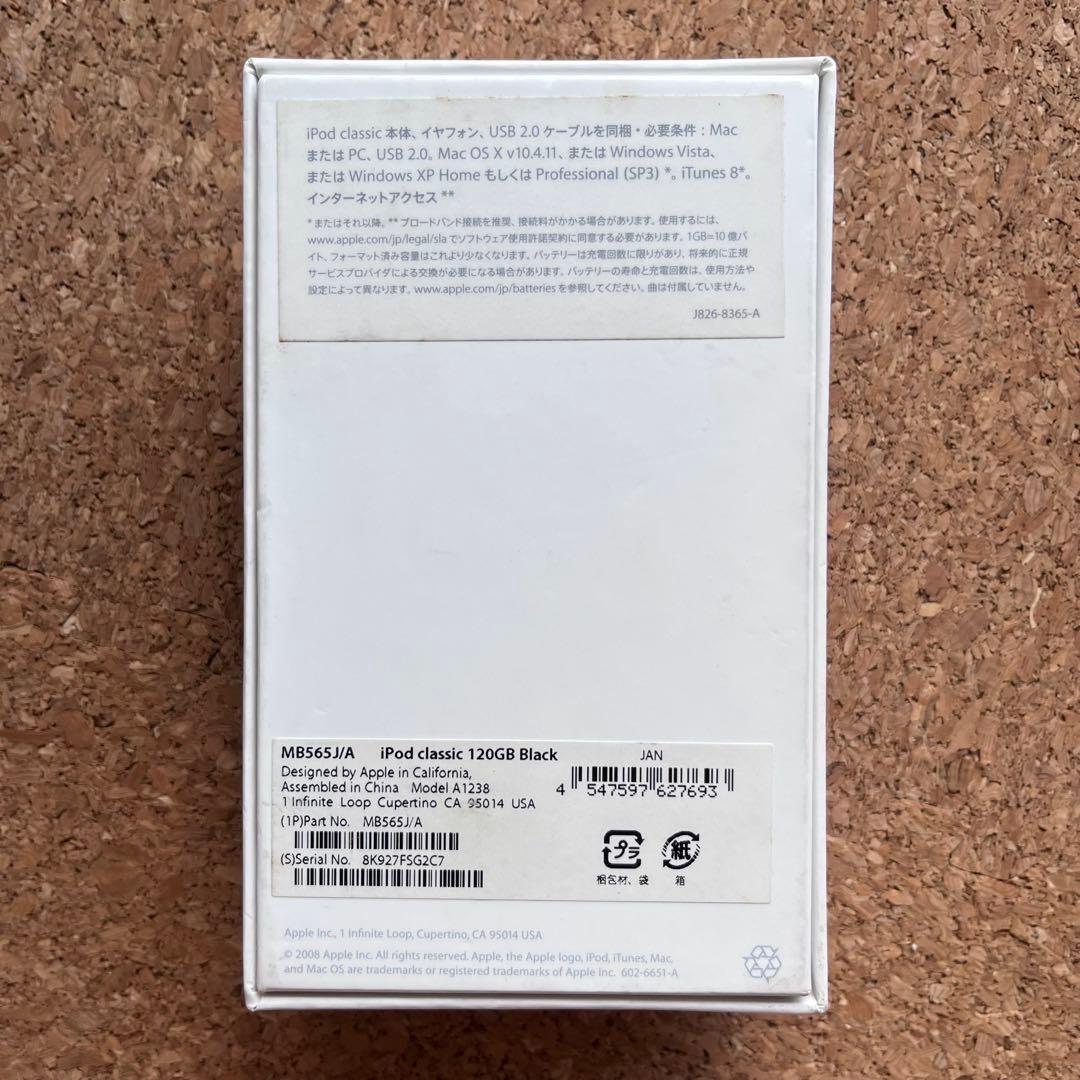 iPod classic 本体、イヤフォン、USB 2.0 ケーブルを同梱・必要条件：Mac
または PC、USB 2.0。Mac OS X v10.4.11、または Windows Vista、
または Windows XP Home もしくは Professional (SP3) *。iTunes 8*。
インターネットアクセス **
* またはそれ以降。** ブロードバンド接続を推奨、接続料がかかる場合があります。使用するには、
www.apple.com/jp/legal/sla でソフトウェア使用許諾契約に同意する必要があります。1GB=10 億バ
イト、フォーマット済み容量はこれより少なくなります。バッテリーは充電回数に限りがあり、将来的に正規
サービスプロバイダによる交換が必要になる場合があります。バッテリーの寿命と充電回数は、使用方法や
設定によって異なります。www.apple.com/jp/batteries を参照してください。曲は付属していません。
J826-8365-A
MB565J/A iPod classic 120GB Black
JAN
Designed by Apple in California,
Assembled in China Model A1238
1 Infinite Loop Cupertino CA 95014 USA
4 547597 627693
(1P)Part No. MB565J/A
(S)Serial No. 8K927FSG2C7
プラ
紙
梱包材、袋
箱
Apple Inc., 1 Infinite Loop, Cupertino, CA 95014 USA
© 2008 Apple Inc. All rights reserved. Apple, the Apple logo, iPod, iTunes, Mac,
and Mac OS are trademarks or registered trademarks of Apple Inc. 602-6651-A